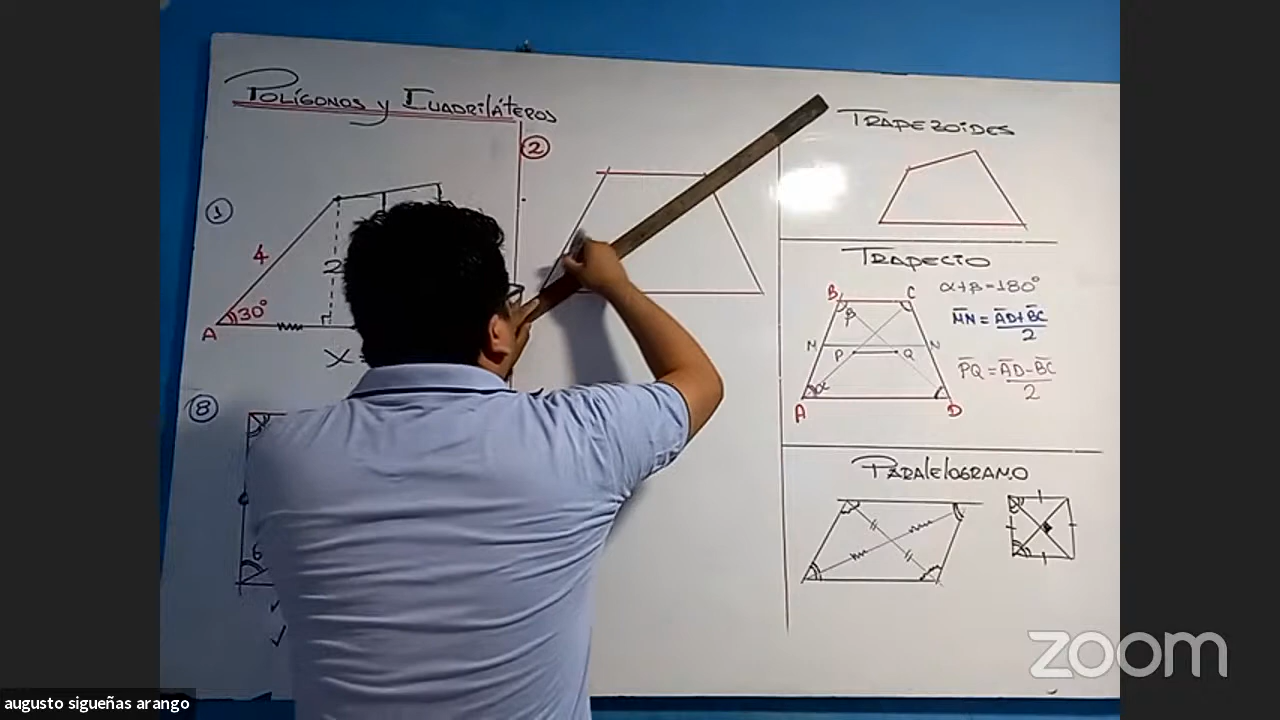 POLÍGONOS y CUADRILÁTEROS
1
4
2
30°
A
X
8
6
2
TRAPEZOIDES
TRAPECIO
B C
α+β=180°
β
MN = AD+BC
2
M N
P Q
PQ = AD-BC
2
α
A D
PARALELOGRAMO
zoom
augusto sigueñas arango